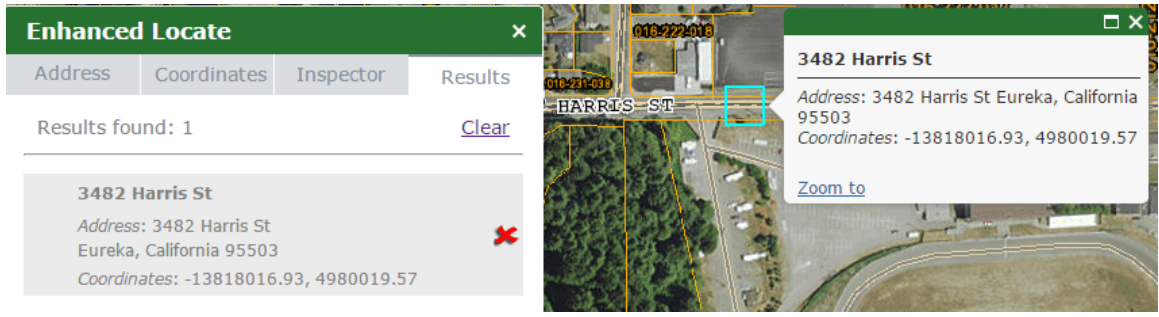 Enhanced Locate
Address Coordinates Inspector Results
Results found: 1 Clear
3482 Harris St
Address: 3482 Harris St
Eureka, California 95503
Coordinates: -13818016.93, 4980019.57
016-222-018
016-231-038
HARRIS ST
3482 Harris St
Address: 3482 Harris St Eureka, California
95503
Coordinates: -13818016.93, 4980019.57
Zoom to